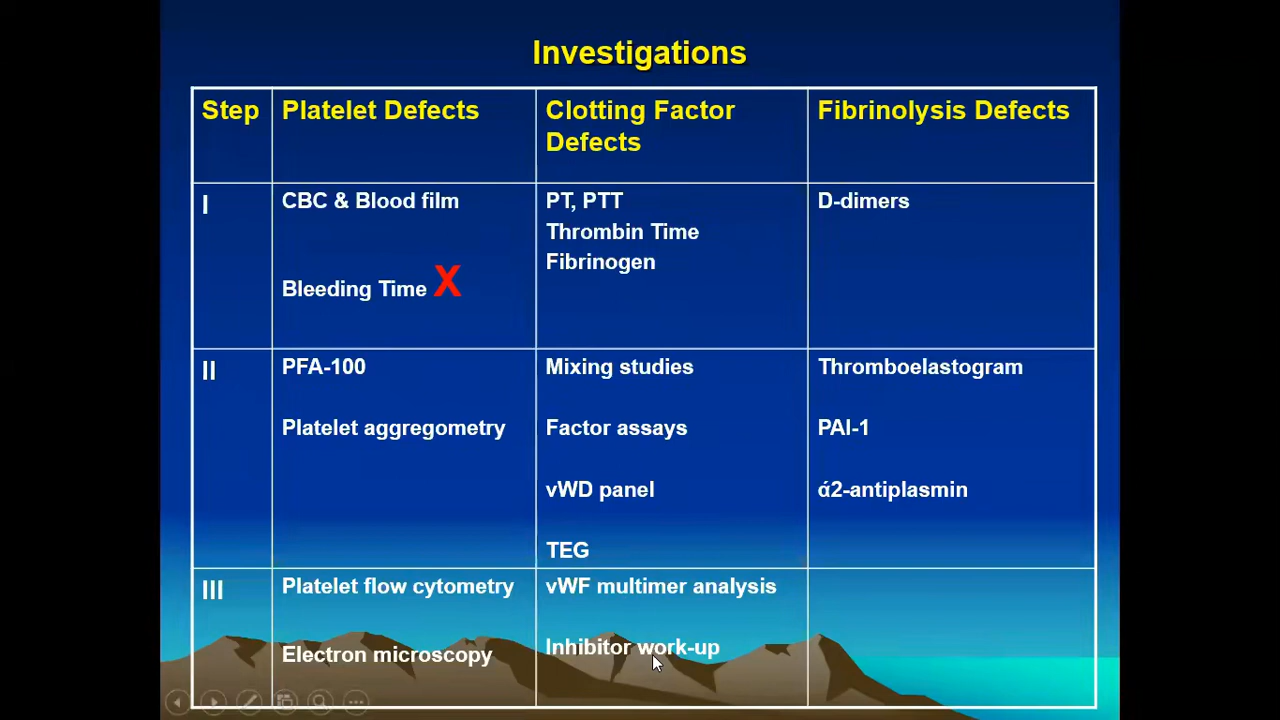 Investigations
Step
Platelet Defects
Clotting Factor
Defects
Fibrinolysis Defects
I
CBC & Blood film
Bleeding Time X
PT, PTT
Thrombin Time
Fibrinogen
D-dimers
II
PFA-100
Platelet aggregometry
Mixing studies
Factor assays
vWD panel
TEG
Thromboelastogram
PAI-1
ά2-antiplasmin
III
Platelet flow cytometry
Electron microscopy
vWF multimer analysis
Inhibitor work-up